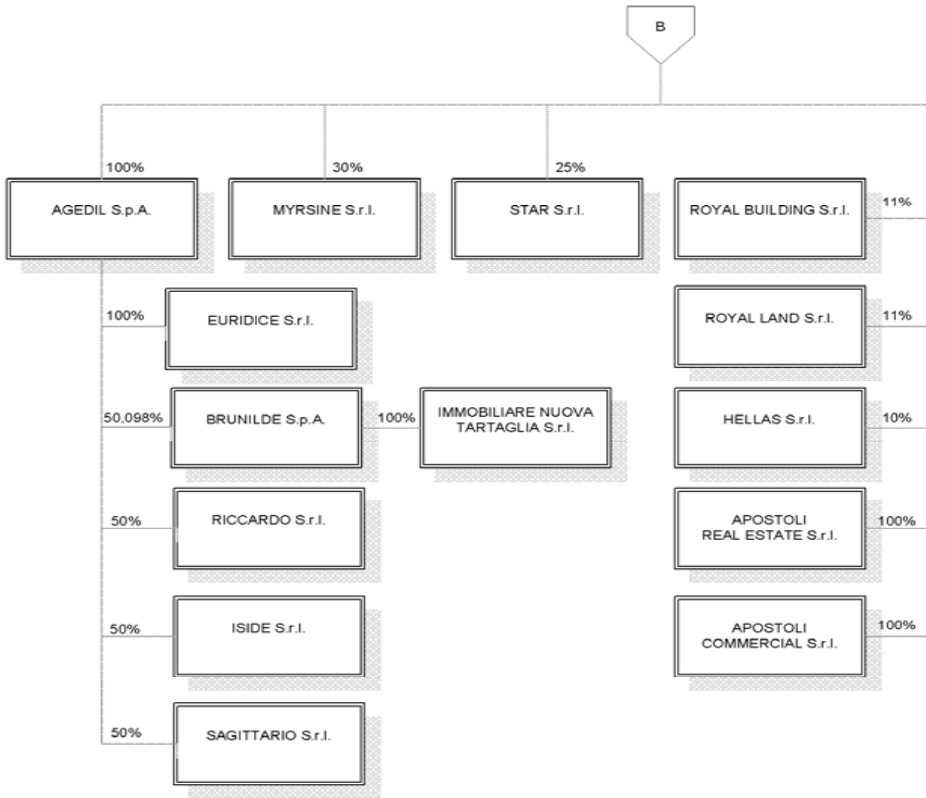 B
100%
30%
25%
AGEDIL S.p.A.
MYRSINE S.r.l.
STAR S.r.l.
ROYAL BUILDING S.r.l.
11%
100%
EURIDICE S.r.l.
ROYAL LAND S.r.l.
11%
50,098%
BRUNILDE S.p.A.
100%
IMMOBILIARE NUOVA
TARTAGLIA S.r.l.
HELLAS S.r.l.
10%
50%
RICCARDO S.r.l.
APOSTOLI
REAL ESTATE S.r.l.
100%
50%
ISIDE S.r.l.
APOSTOLI
COMMERCIAL S.r.l.
100%
50%
SAGITTARIO S.r.l.